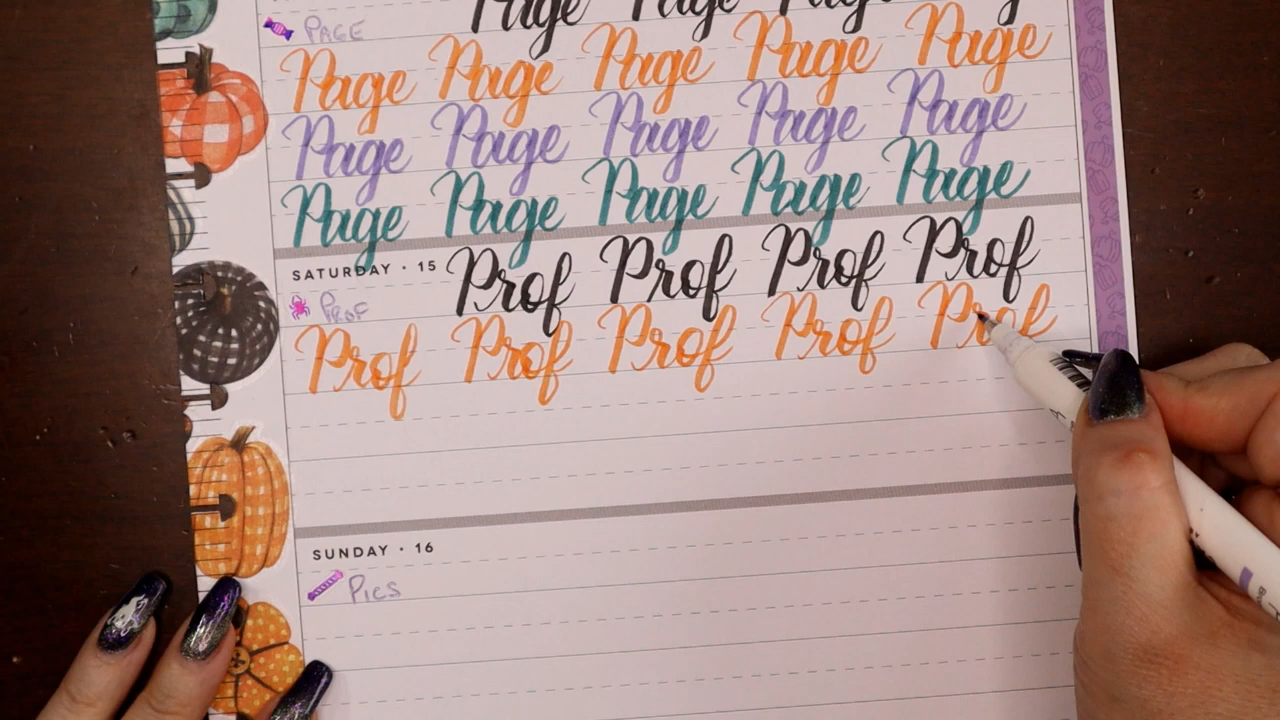 Page Page Page Page
PAGE
Page Page Page Page Page
Page Page Page Page Page
Page Page Page Page Page
SATURDAY · 15 Prof Prof Prof Prof
PROF
Prof Prof Prof Prof Prof
SUNDAY · 16
PICS